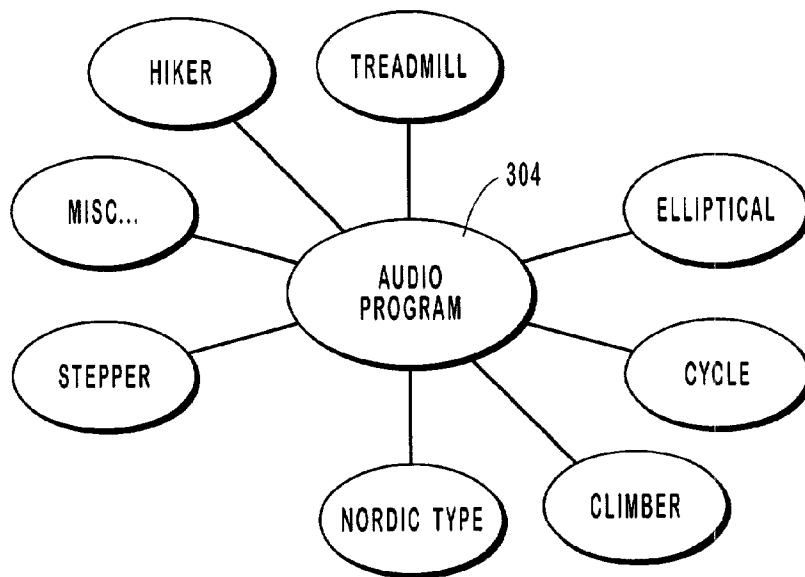 HIKER
TREADMILL
304
MISC...
ELLIPTICAL
AUDIO
PROGRAM
STEPPER
CYCLE
NORDIC TYPE
CLIMBER